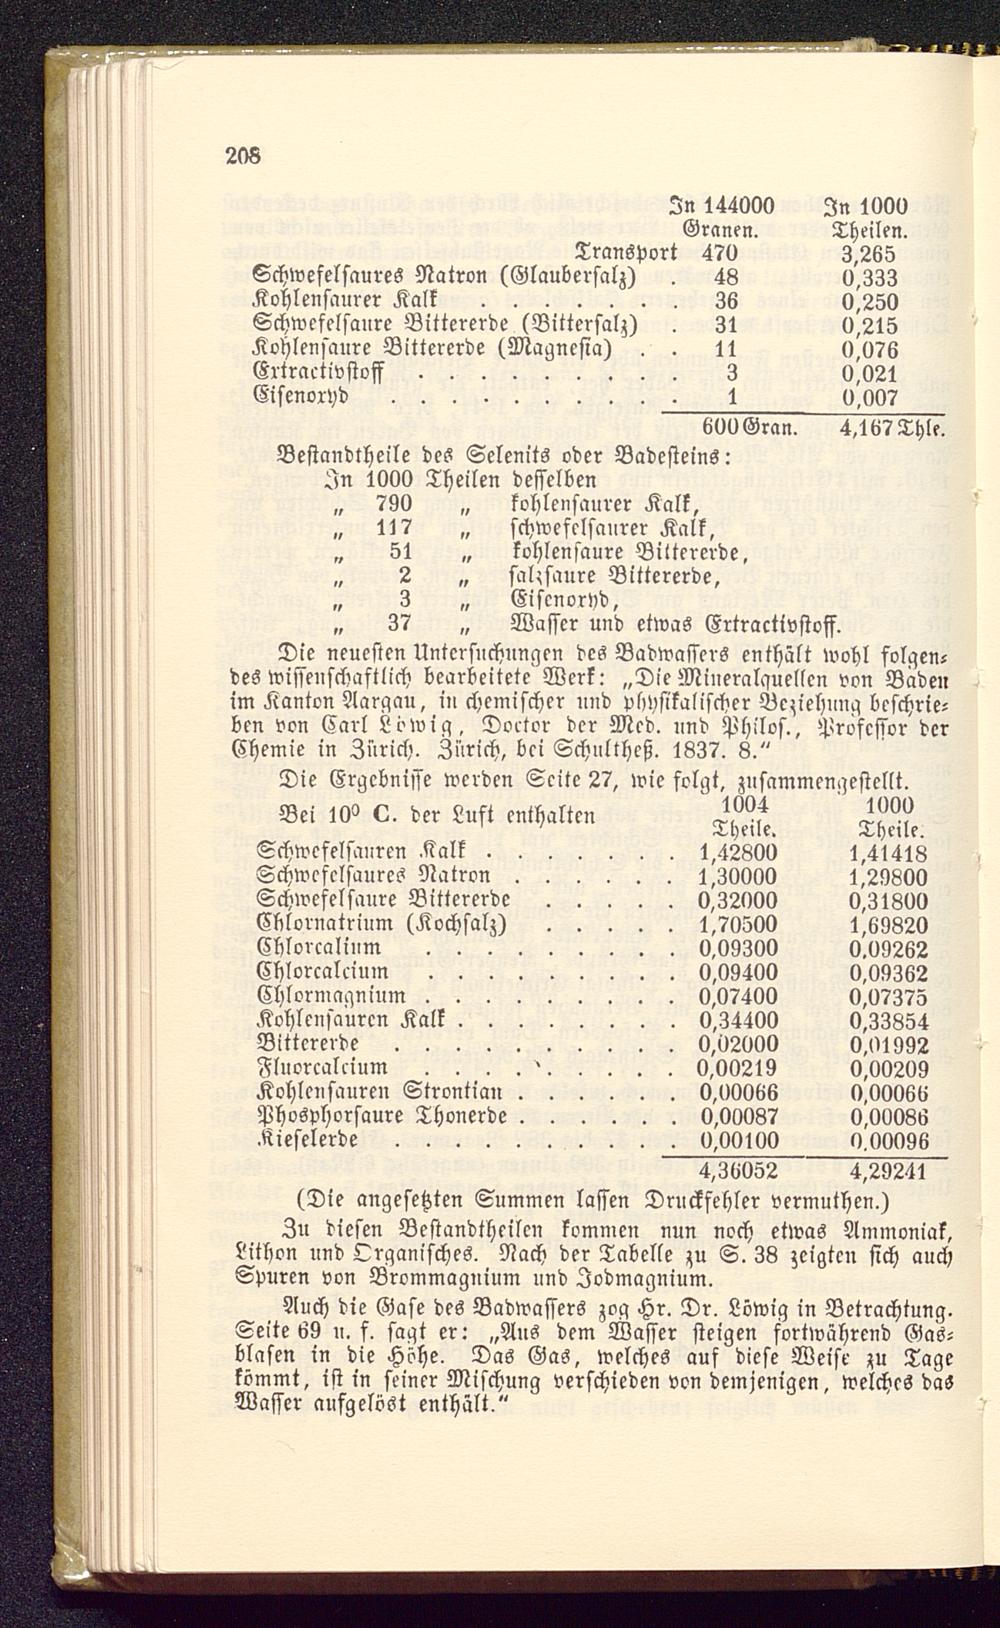 208
In 144000 In 1000
Granen. Theilen.
Transport 470 3,265
Schwefelsaures Natron (Glaubersalz) . 48 0,333
Kohlensaurer Kalk . . . . . 36 0,250
Schwefelsaure Bittererde (Bittersalz) . 31 0,215
Kohlensaure Bittererde (Magnesia) . . 11 0,076
Extractivstoff . . . . . . . 3 0,021
Eisenoxyd . . . . . . . . 1 0,007
600 Gran. 4,167 Thle.
Bestandtheile des Selenits oder Badesteins:
In 1000 Theilen desselben
„ 790 „ kohlensaurer Kalk,
„ 117 „ schwefelsaurer Kalk,
„ 51 „ kohlensaure Bittererde,
„ 2 „ salzsaure Bittererde,
„ 3 „ Eisenoxyd,
„ 37 „ Wasser und etwas Extractivstoff.
Die neuesten Untersuchungen des Badwassers enthält wohl folgen-
des wissenschaftlich bearbeitete Werk: „Die Mineralquellen von Baden
im Kanton Aargau, in chemischer und physikalischer Beziehung beschrie-
ben von Carl Löwig, Doctor der Med. und Philos., Professor der
Chemie in Zürich. Zürich, bei Schultheß. 1837. 8.“
Die Ergebnisse werden Seite 27, wie folgt, zusammengestellt.
Bei 10⁰ C. der Luft enthalten 1004 1000
Theile. Theile.
Schwefelsauren Kalk . . . . . . . 1,42800 1,41418
Schwefelsaures Natron . . . . . . 1,30000 1,29800
Schwefelsaure Bittererde . . . . . 0,32000 0,31800
Chlornatrium (Kochsalz) . . . . . 1,70500 1,69820
Chlorcalium . . . . . . . . 0,09300 0,09262
Chlorcalcium . . . . . . . . 0,09400 0,09362
Chlormagnium . . . . . . . . 0,07400 0,07375
Kohlensauren Kalk . . . . . . . 0,34400 0,33854
Bittererde . . . . . . . . . 0,02000 0,01992
Fluorcalcium . . . . . . . . 0,00219 0,00209
Kohlensauren Strontian . . . . . 0,00066 0,00066
Phosphorsaure Thonerde . . . . . . 0,00087 0,00086
Kieselerde . . . . . . . . . 0,00100 0,00096
4,36052 4,29241
(Die angesetzten Summen lassen Druckfehler vermuthen.)
Zu diesen Bestandtheilen kommen nun noch etwas Ammoniak,
Lithon und Organisches. Nach der Tabelle zu S. 38 zeigten sich auch
Spuren von Brommagnium und Jodmagnium.
Auch die Gase des Badwassers zog Hr. Dr. Löwig in Betrachtung.
Seite 69 u. f. sagt er: „Aus dem Wasser steigen fortwährend Gas-
blasen in die Höhe. Das Gas, welches auf diese Weise zu Tage
kömmt, ist in seiner Mischung verschieden von demjenigen, welches das
Wasser aufgelöst enthält.“